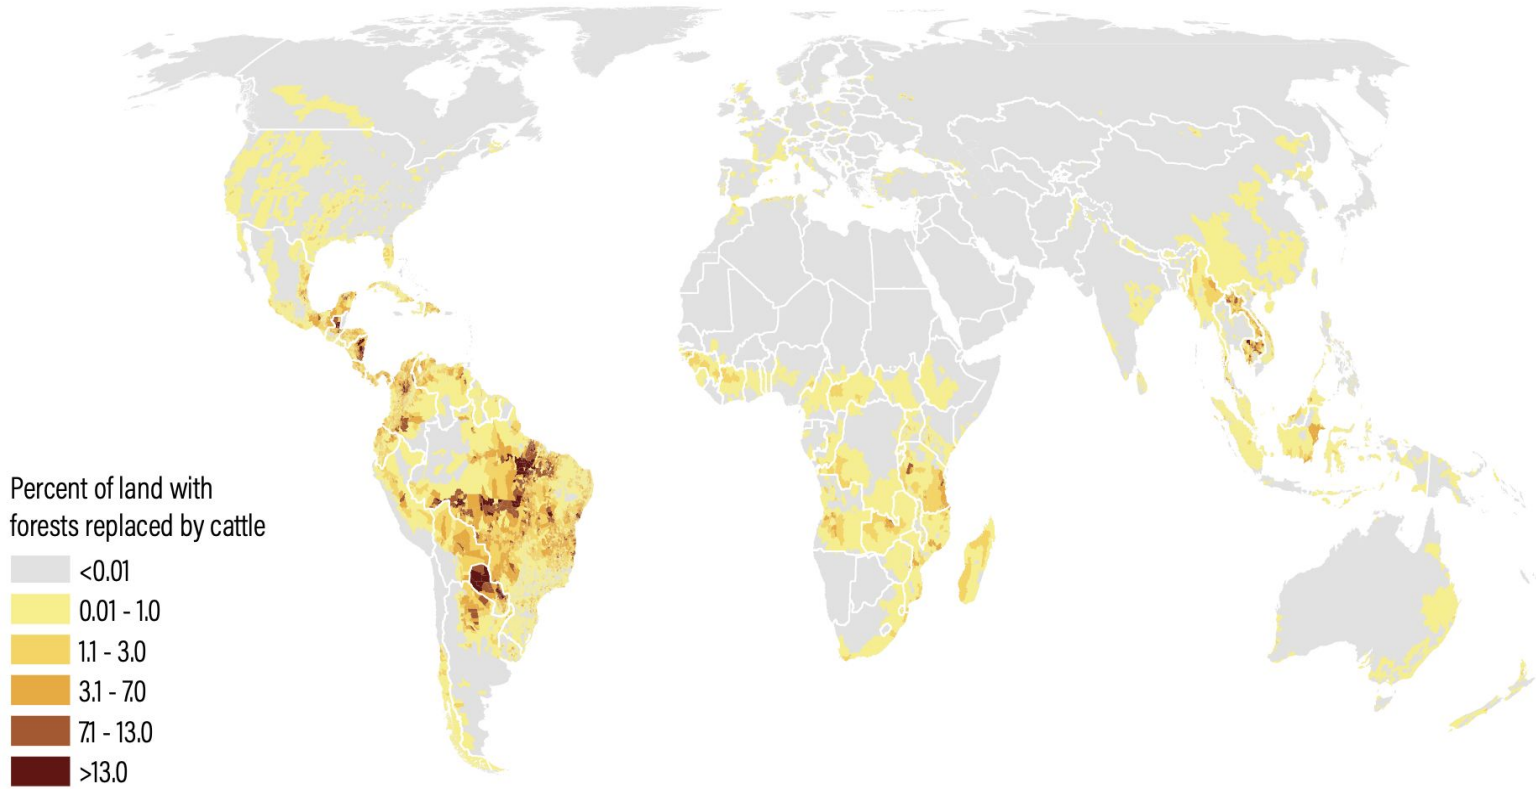 Percent of land with
forests replaced by cattle
<0.01
0.01 - 1.0
1.1 - 3.0
3.1 - 7.0
7.1 - 13.0
>13.0